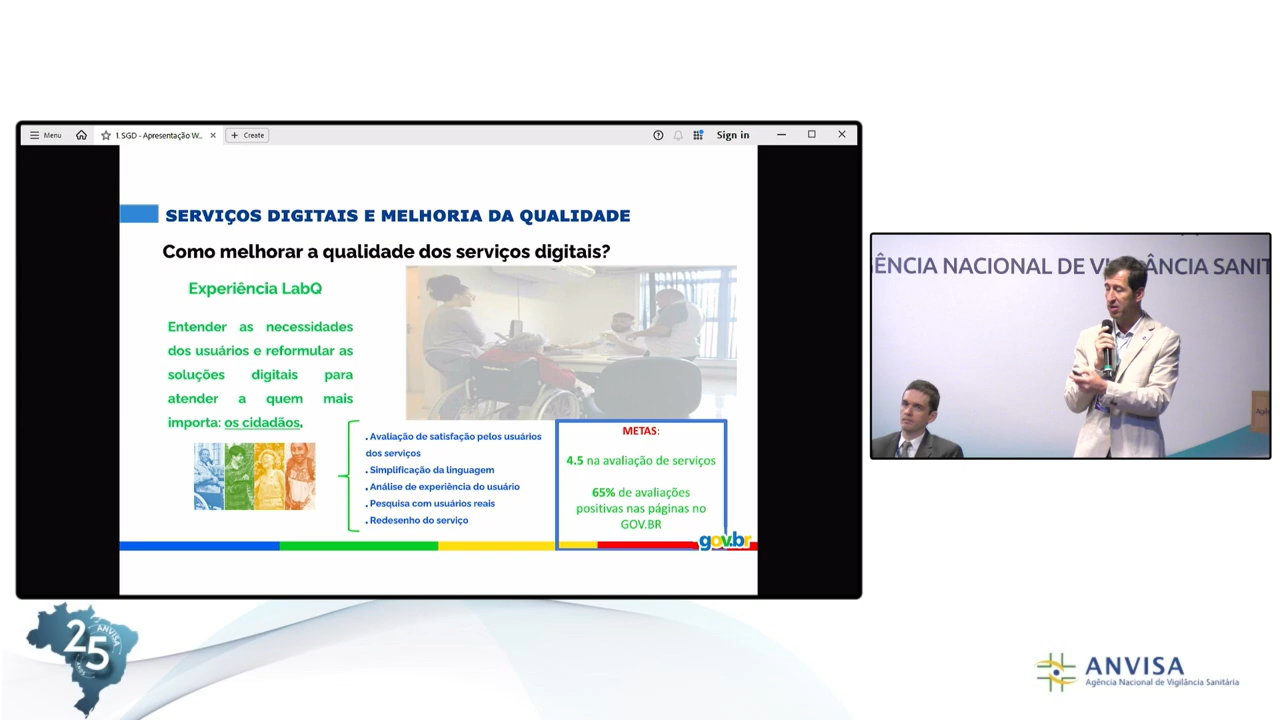 Menu
1. SGD - Apresentação W...
Create
Sign in
SERVIÇOS DIGITAIS E MELHORIA DA QUALIDADE
Como melhorar a qualidade dos serviços digitais?
Experiência LabQ
Entender as necessidades
dos usuários e reformular as
soluções digitais para
atender a quem mais
importa: os cidadãos.
. Avaliação de satisfação pelos usuários
dos serviços
. Simplificação da linguagem
. Análise de experiência do usuário
. Pesquisa com usuários reais
. Redesenho do serviço
METAS:
4.5 na avaliação de serviços
65% de avaliações
positivas nas páginas no
GOV.BR
gov.br
ÊNCIA NACIONAL DE VIGILÂNCIA SANIT
25
ANVISA
ANVISA
Agência Nacional de Vigilância Sanitária